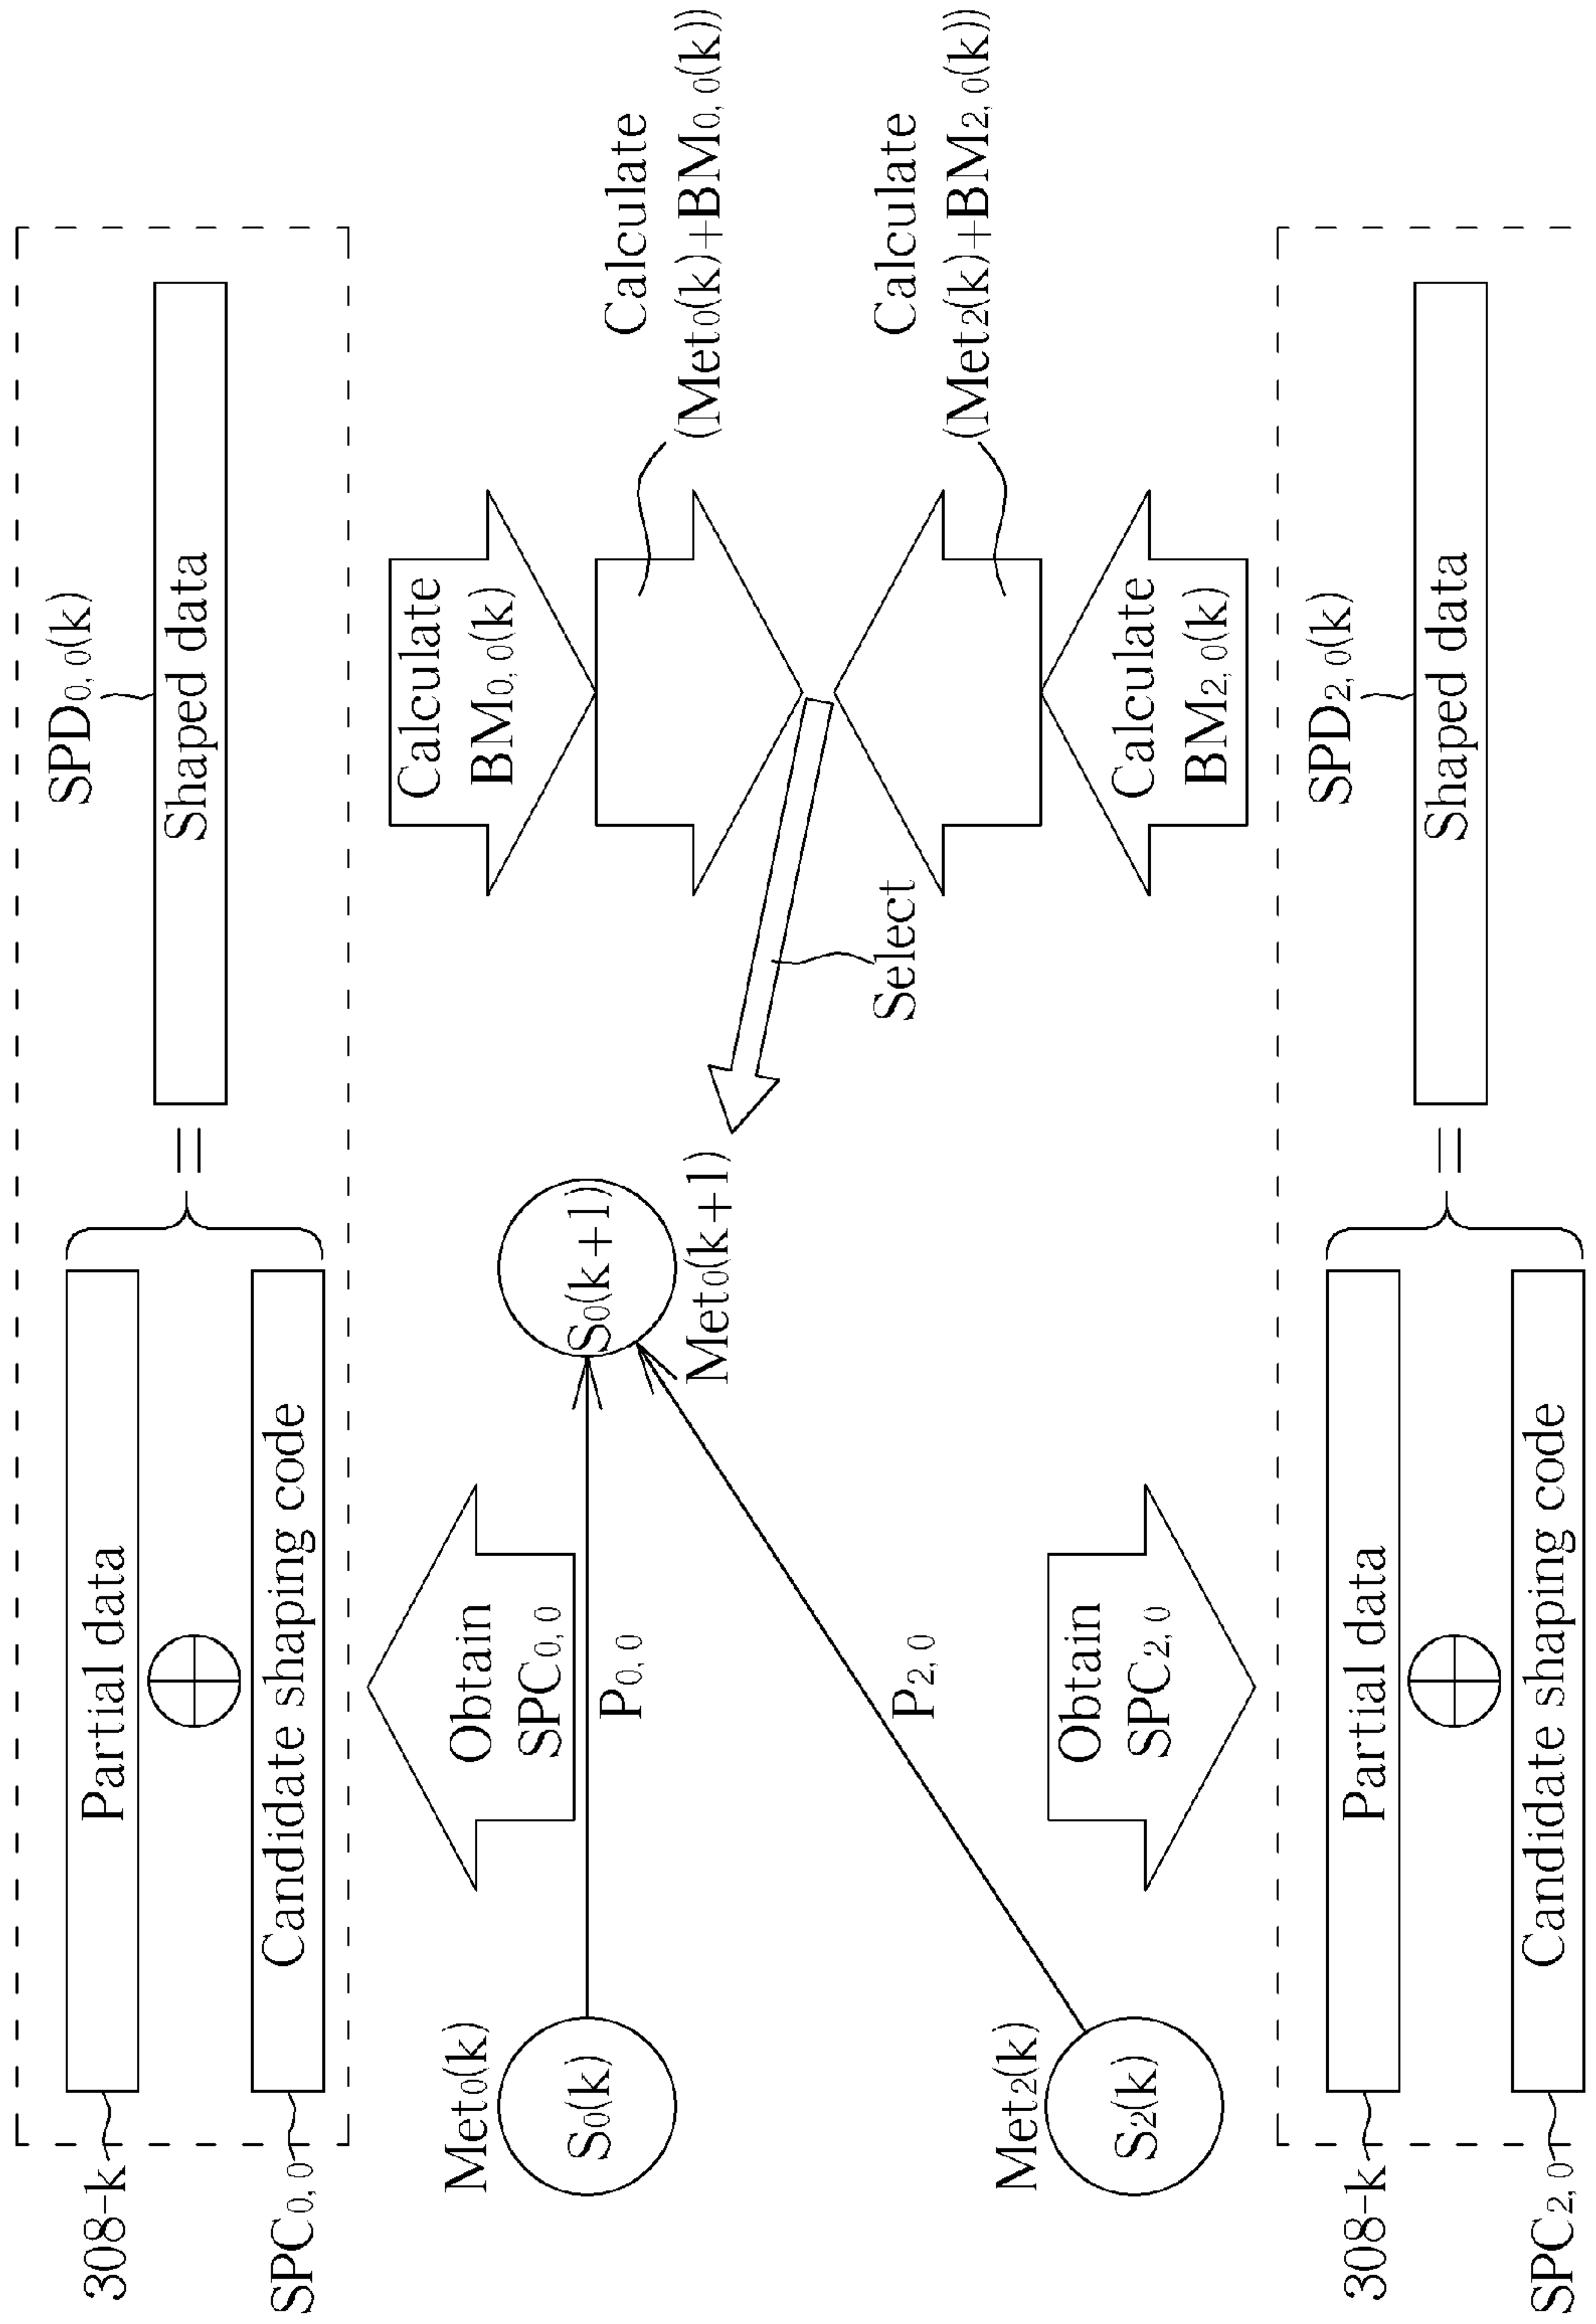 308-k
Partial data
SPC0, 0
Candidate shaping code
=
SPD0, 0(k)
Shaped data
Met0(k)
S0(k)
Obtain
SPC0, 0
P0, 0
S0(k+1)
Met0(k+1)
Calculate
BM0, 0(k)
Calculate
(Met0(k)+BM0, 0(k))
Select
Calculate
(Met2(k)+BM2, 0(k))
Met2(k)
S2(k)
P2, 0
Obtain
SPC2, 0
Calculate
BM2, 0(k)
308-k
Partial data
SPC2, 0
Candidate shaping code
=
SPD2, 0(k)
Shaped data